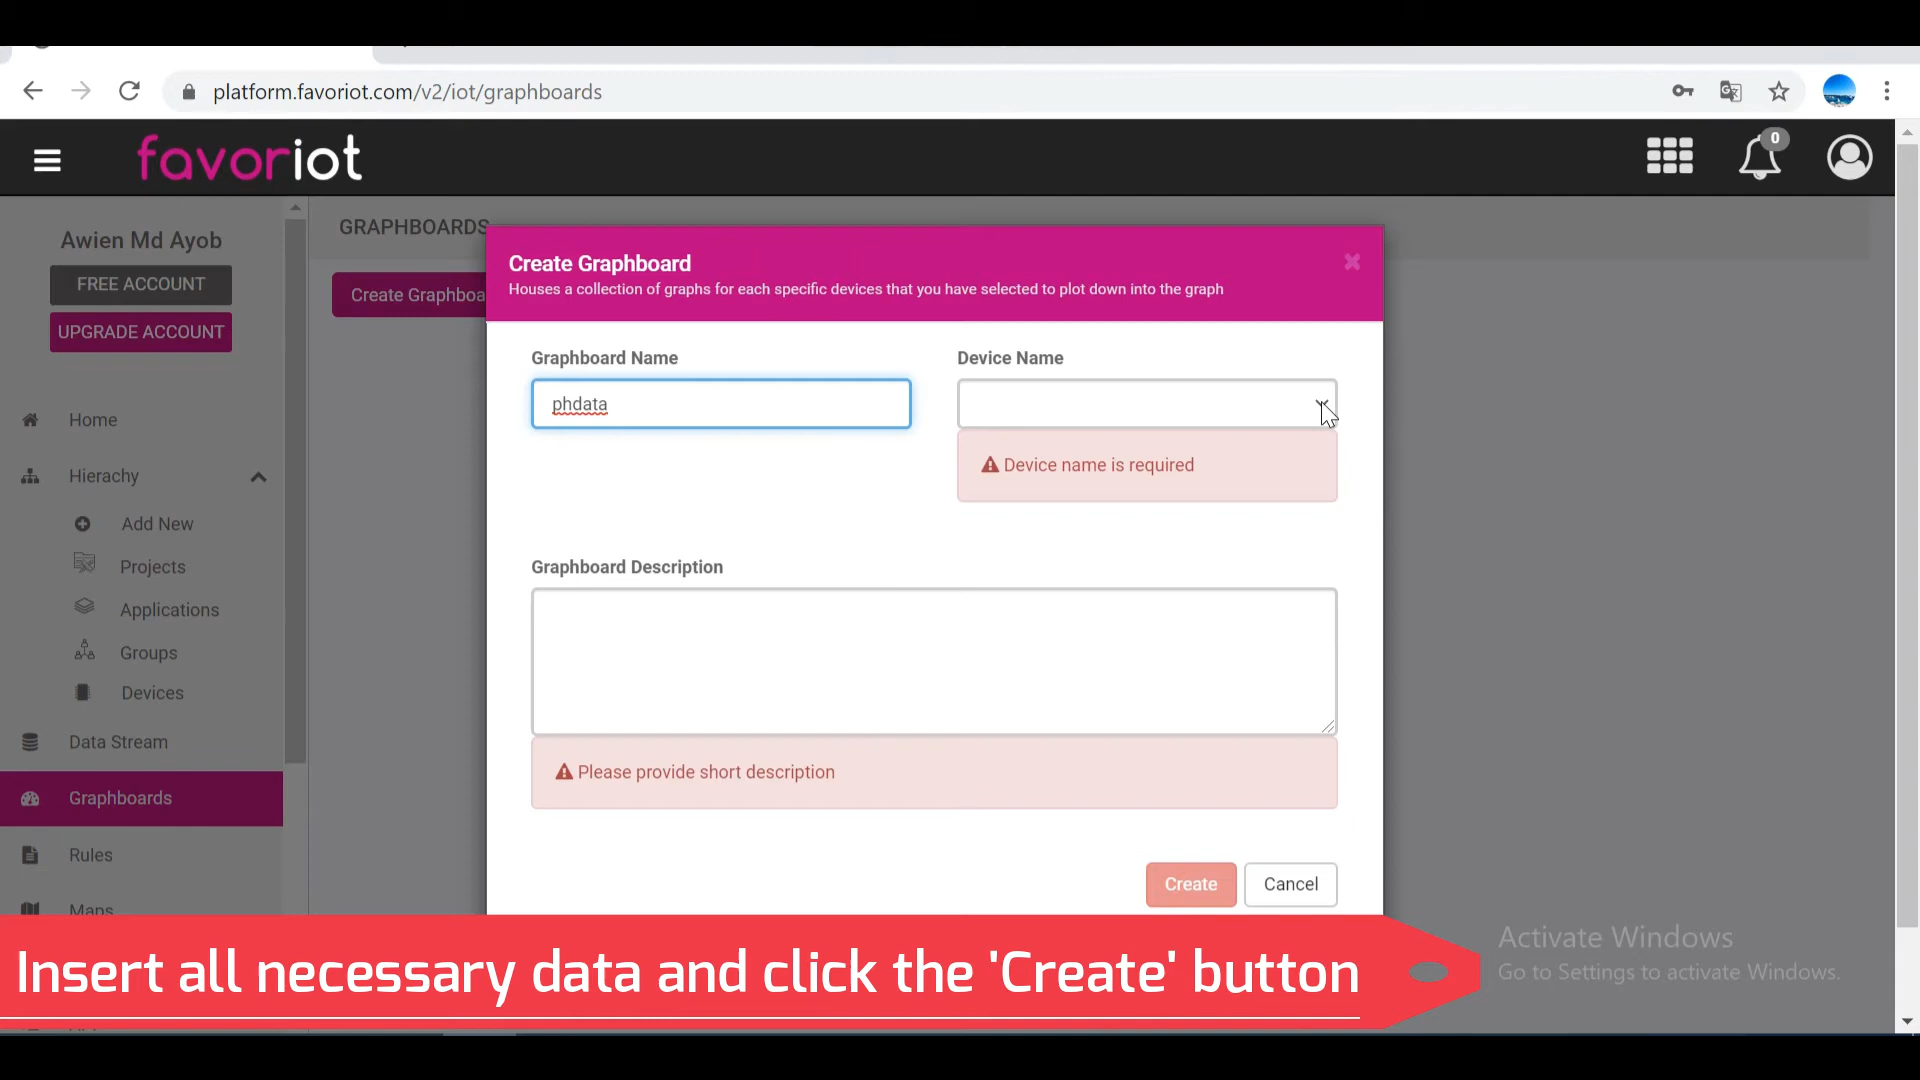 platform.favoriot.com/v2/iot/graphboards
favoriot
0
Awien Md Ayob
FREE ACCOUNT
UPGRADE ACCOUNT
Home
Hierachy
Add New
Projects
Applications
Groups
Devices
Data Stream
Graphboards
Rules
Maps
GRAPHBOARDS
Create Graphboa
Create Graphboard
Houses a collection of graphs for each specific devices that you have selected to plot down into the graph
Graphboard Name
Device Name
phdata
Device name is required
Graphboard Description
Please provide short description
Create
Cancel
Insert all necessary data and click the 'Create' button
Activate Windows
Go to Settings to activate Windows.